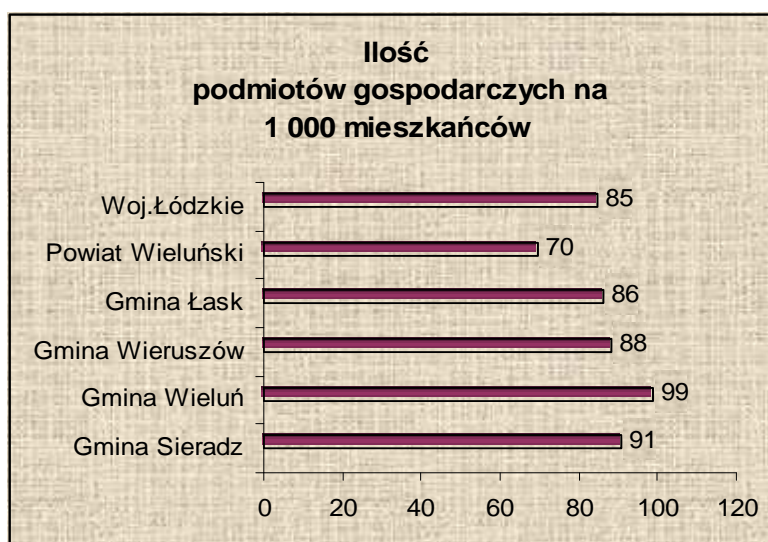 Ilość
podmiotów gospodarczych na
1 000 mieszkańców
Woj.Łódzkie 85
Powiat Wieluński 70
Gmina Łask 86
Gmina Wieruszów 88
Gmina Wieluń 99
Gmina Sieradz 91
0 20 40 60 80 100 120